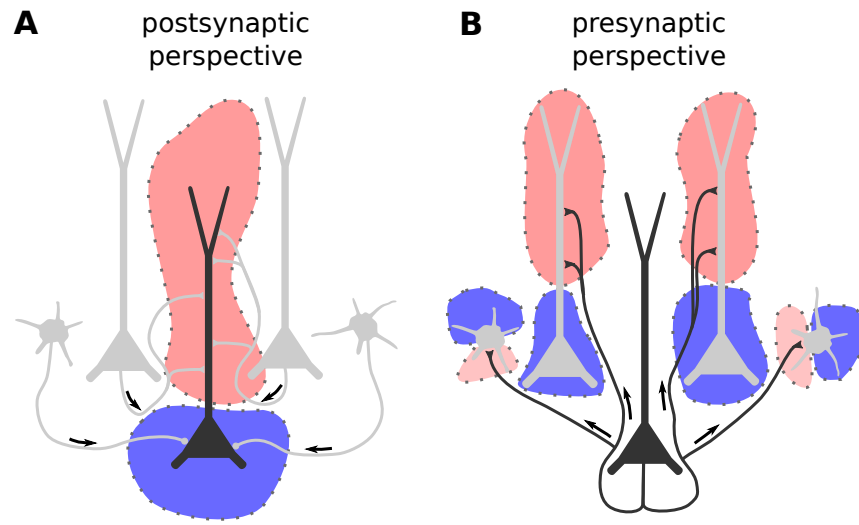 A
postsynaptic
perspective
B
presynaptic
perspective